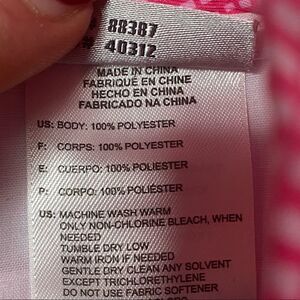 88387
# 40312
MADE IN CHINA
FABRIQUÉ EN CHINE
HECHO EN CHINA
FABRICADO NA CHINA
US: BODY: 100% POLYESTER
F: CORPS: 100% POLYESTER
E: CUERPO: 100% POLIESTER
P: CORPO: 100% POLIÉSTER
US: MACHINE WASH WARM
ONLY NON-CHLORINE BLEACH, WHEN
NEEDED
TUMBLE DRY LOW
WARM IRON IF NEEDED
GENTLE DRY CLEAN ANY SOLVENT
EXCEPT TRICHLORETHYLENE
DO NOT USE FABRIC SOFTENER